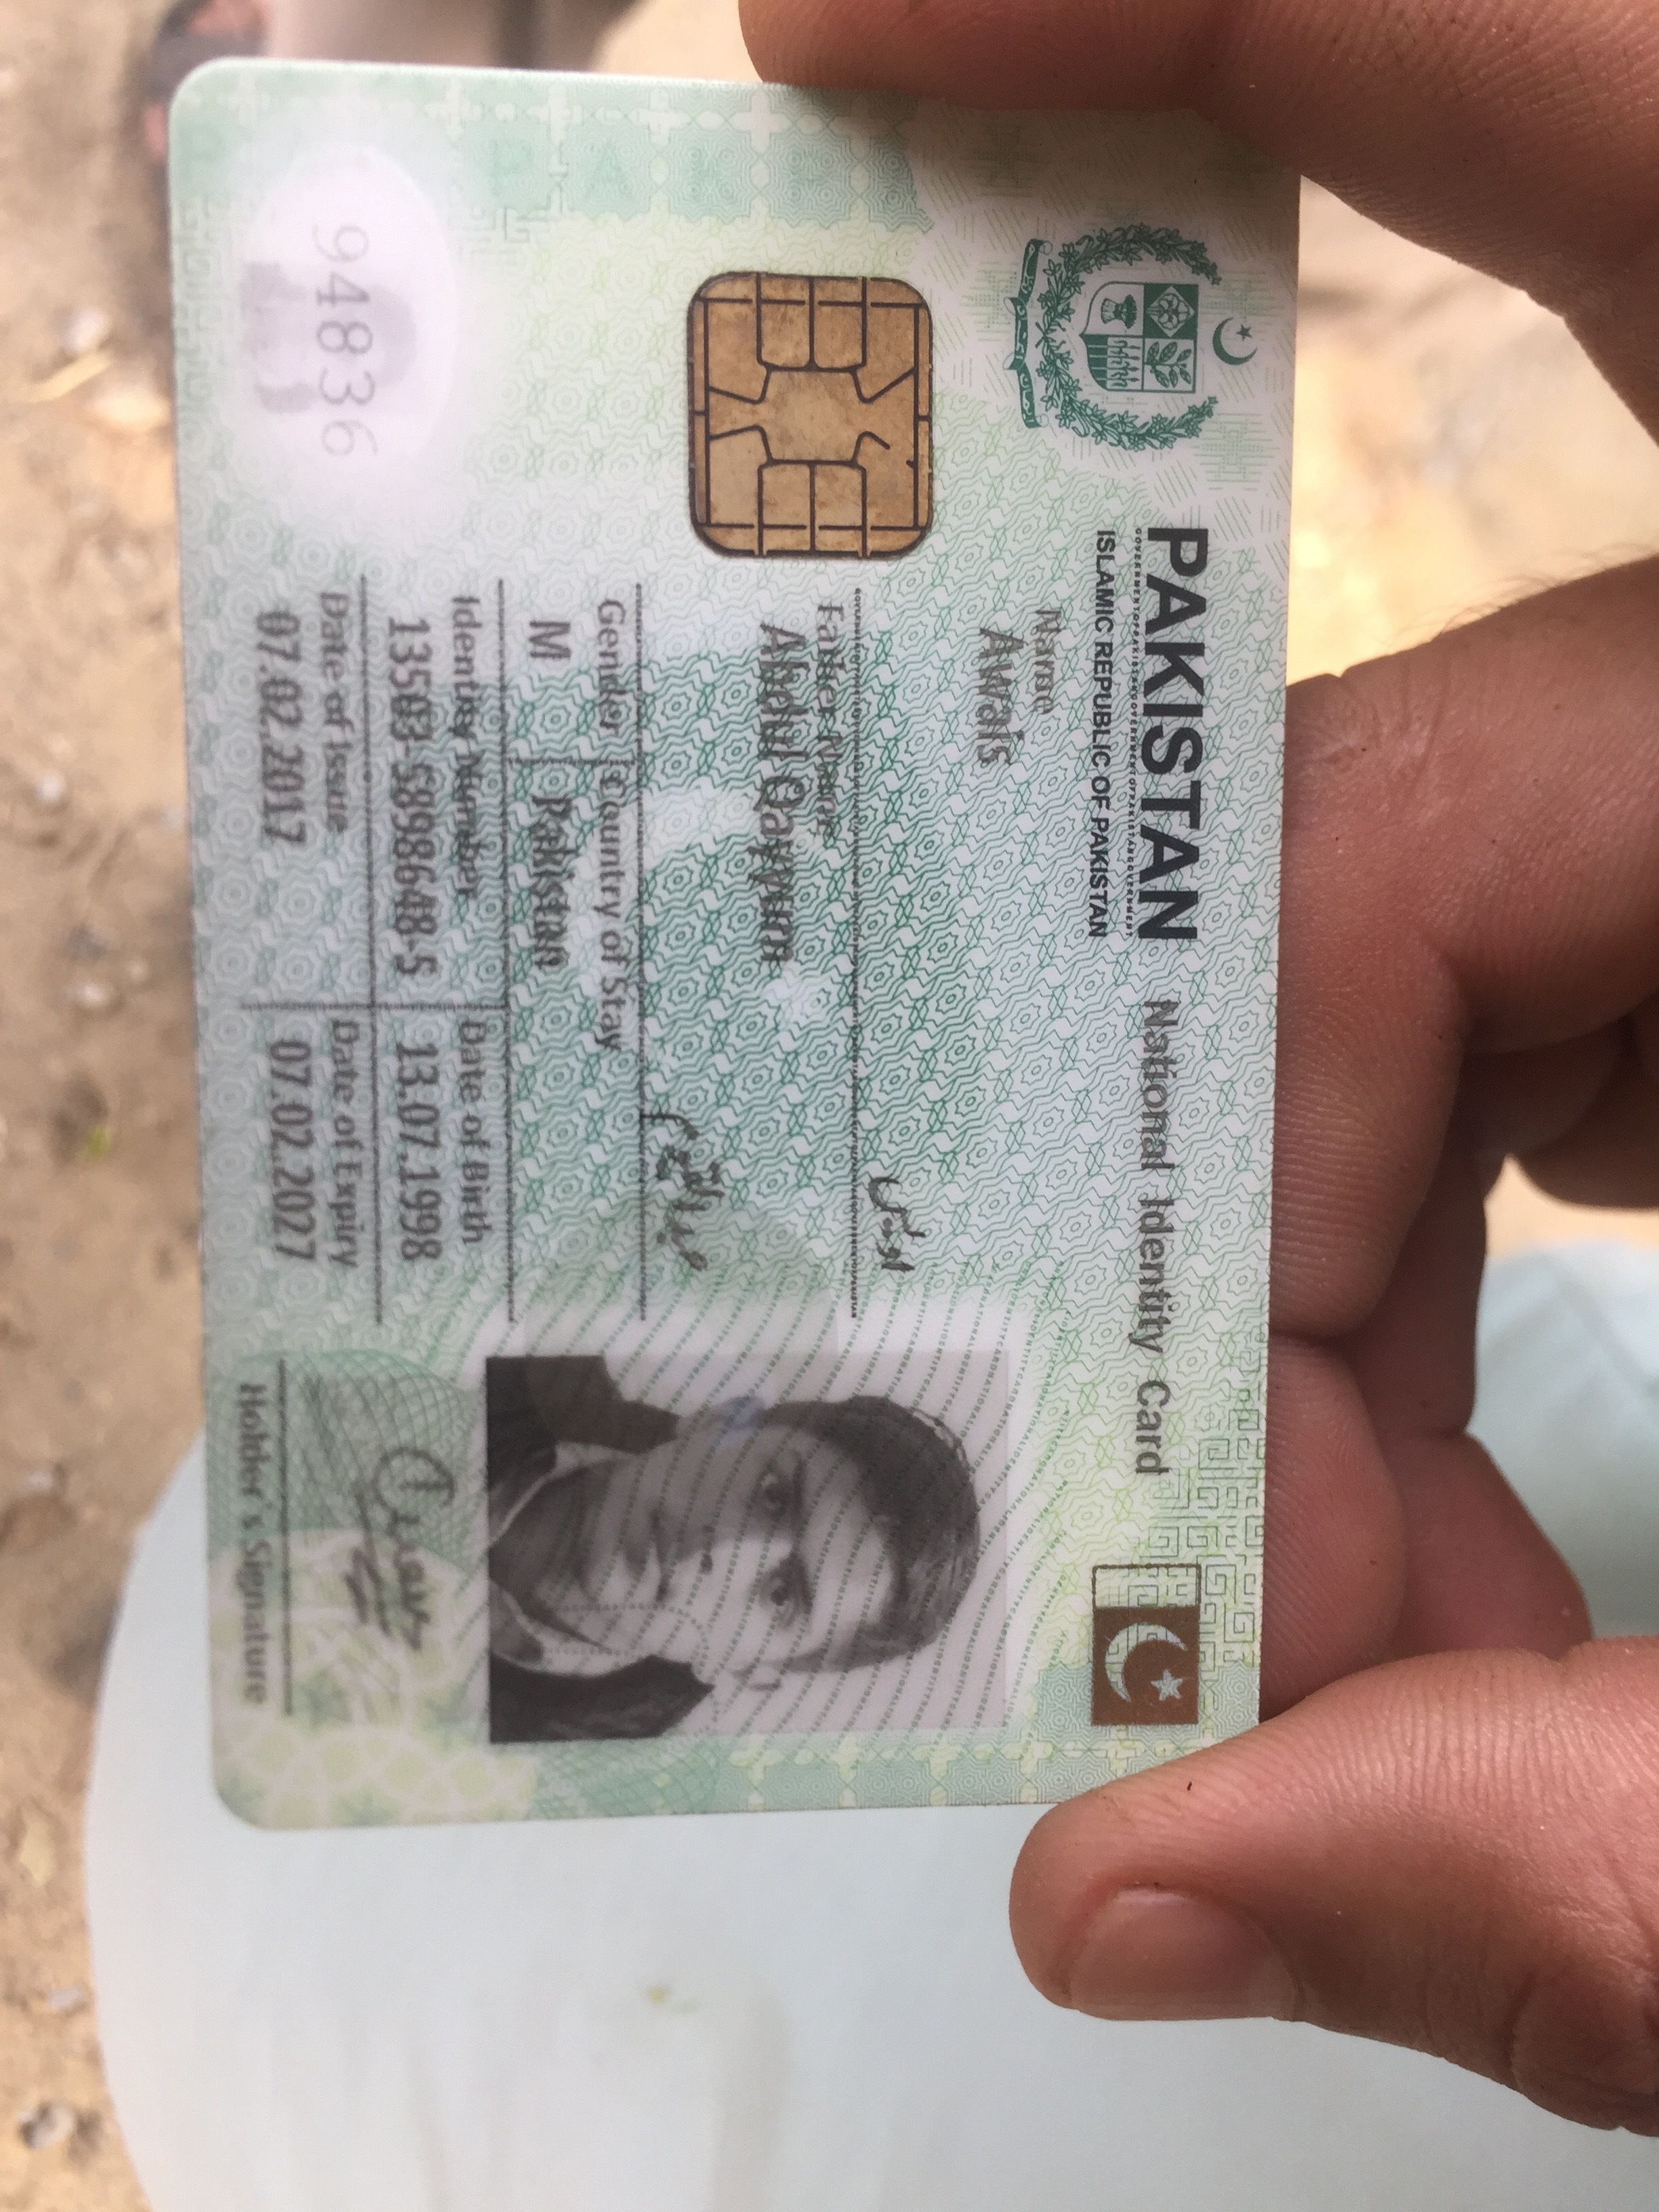 PAKISTAN National Identity Card
ISLAMIC REPUBLIC OF PAKISTAN
Name
Awais
اویس
Father Name
Abdul Qayyum
عبدالقیوم
Gender Country of Stay
M Pakistan
Identity Number Date of Birth
13503-5898648-5 13.07.1998
Date of Issue Date of Expiry
07.02.2017 07.02.2027
94836
Holder's Signature